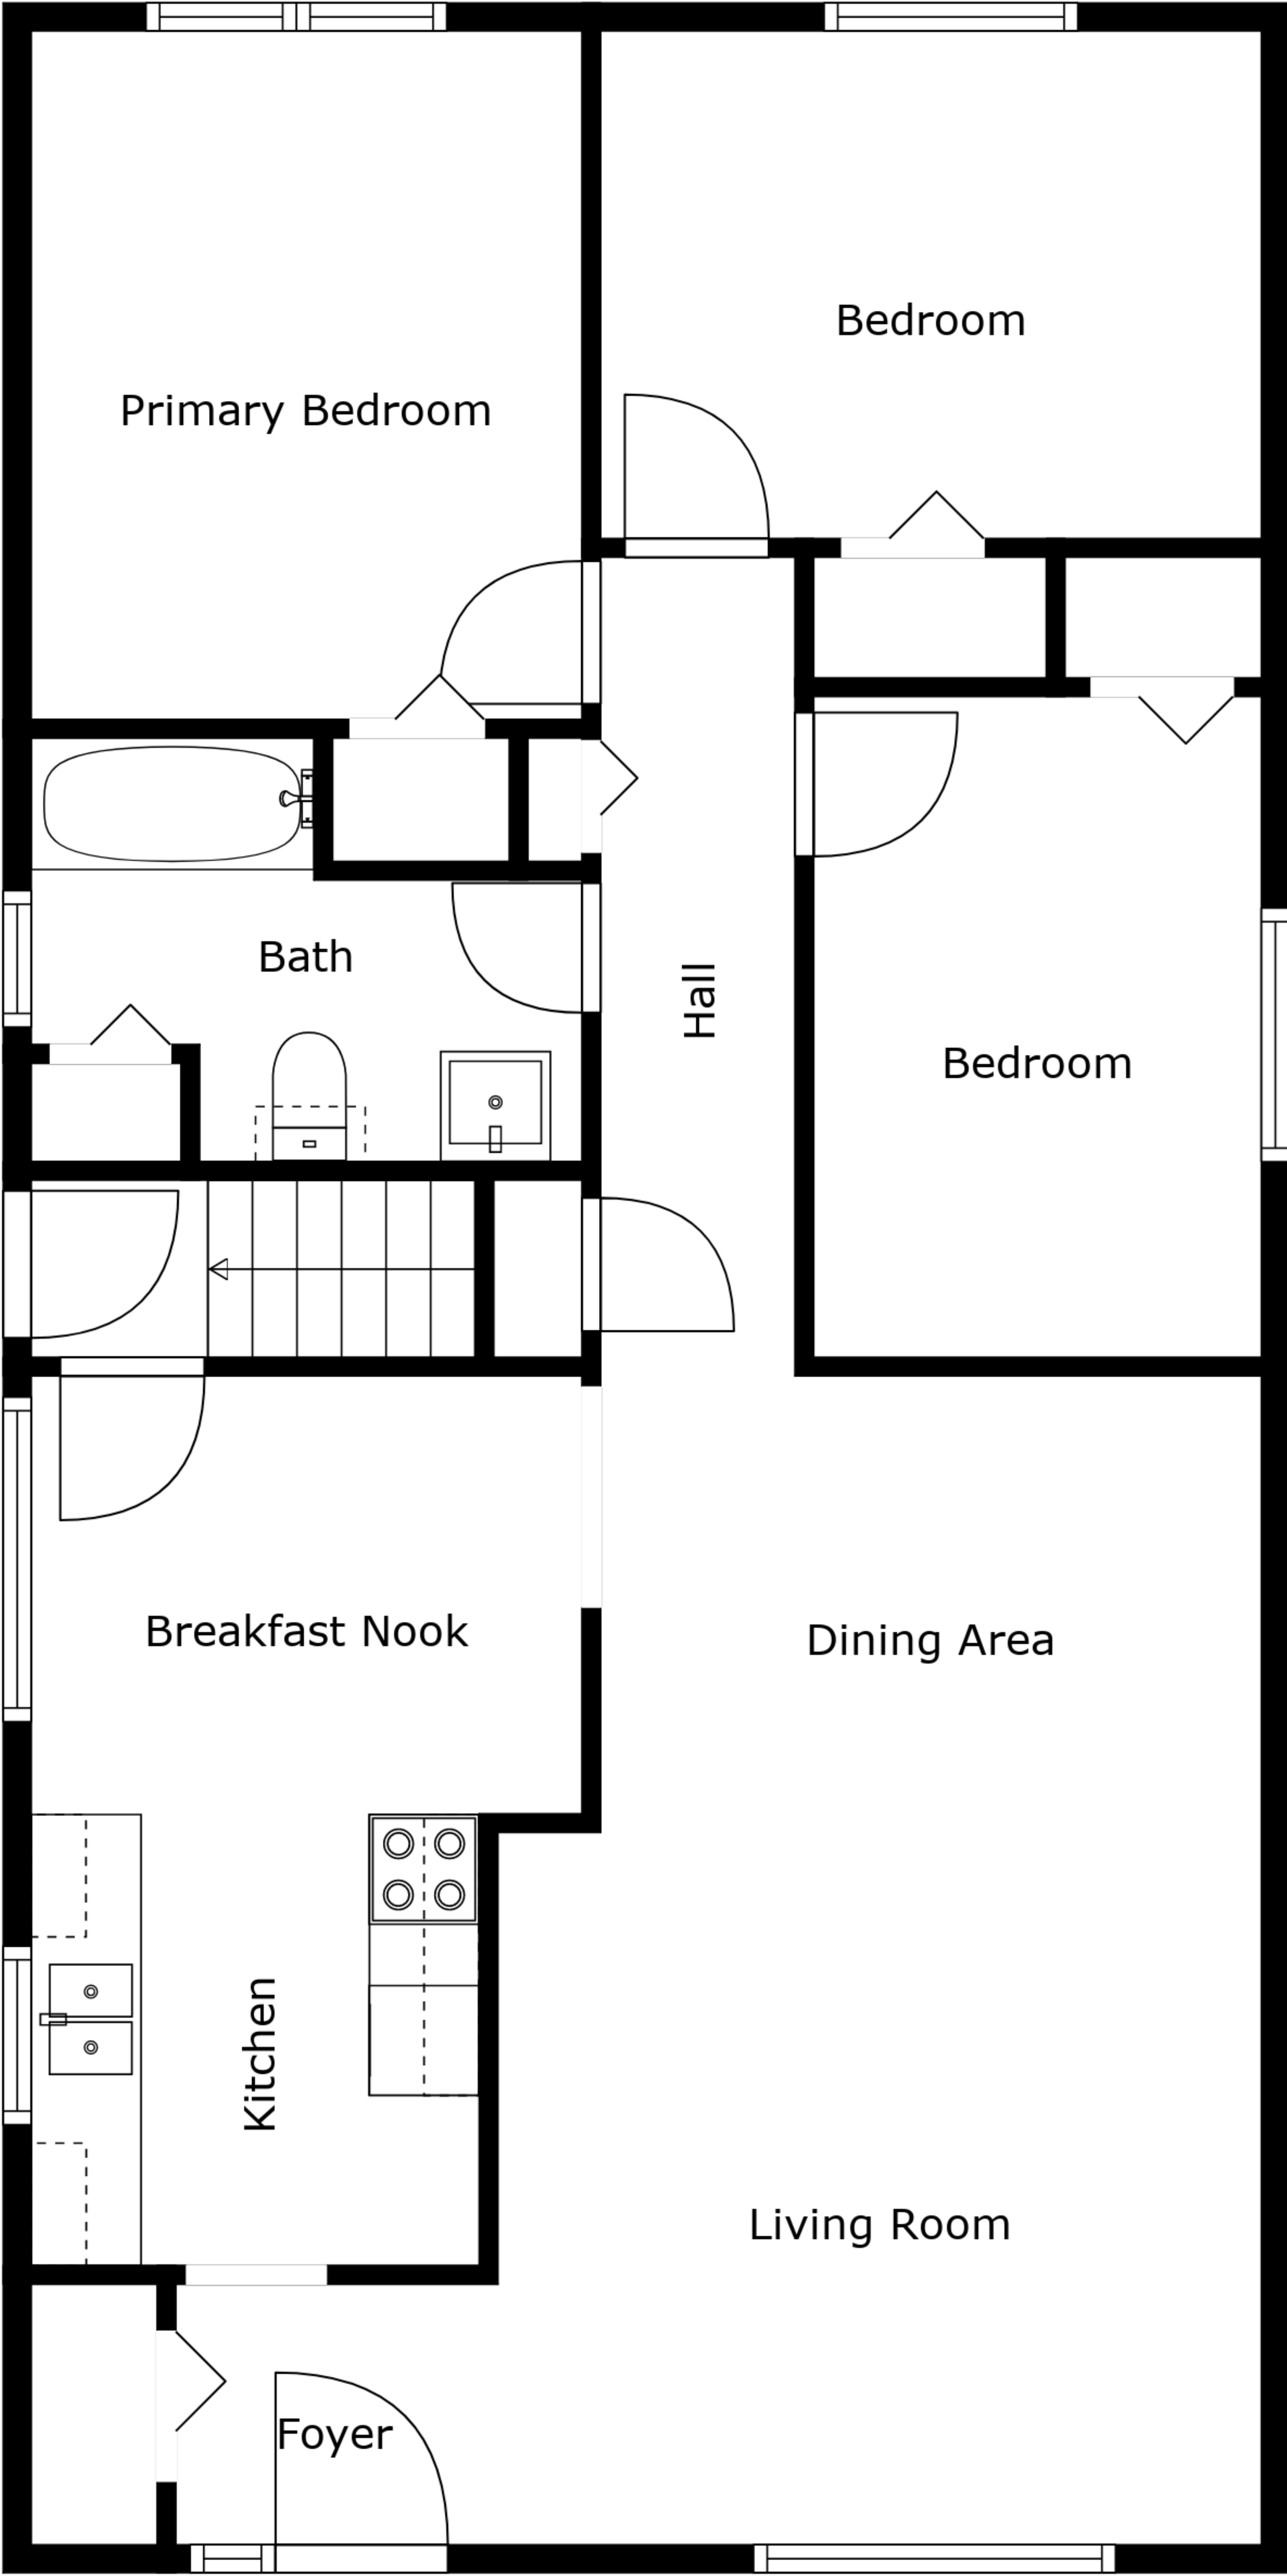 Bedroom
Primary Bedroom
Bath
Hall
Bedroom
Breakfast Nook
Dining Area
Kitchen
Living Room
Foyer